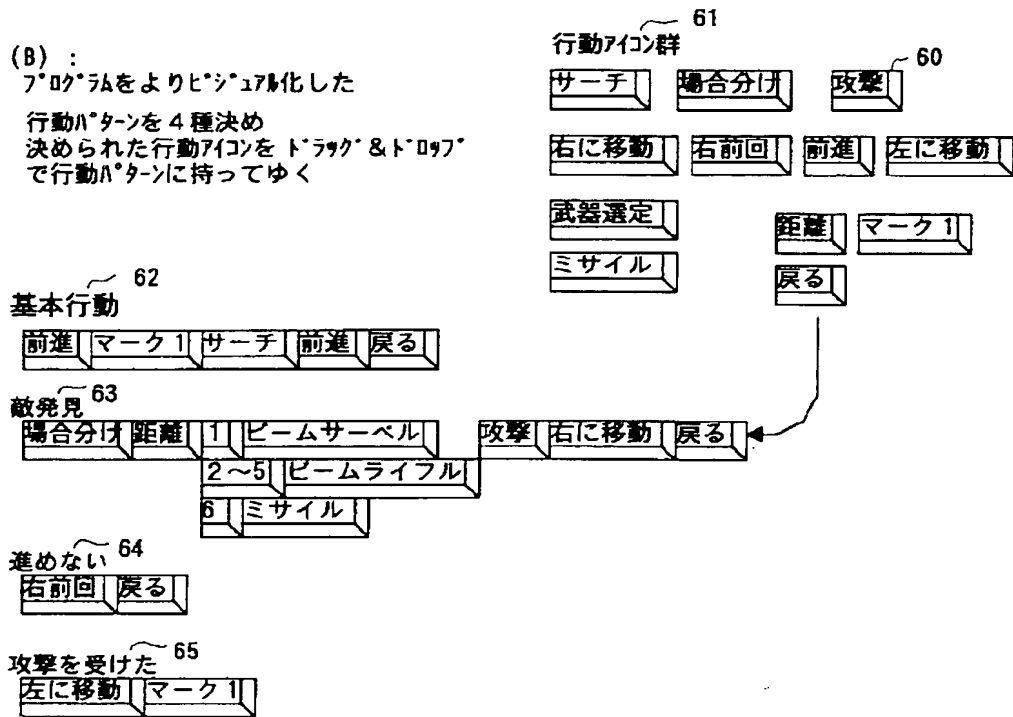 (B) :
ﾌﾟﾛｸﾞﾗﾑをよりﾋﾞｼﾞｭｱﾙ化した
行動ﾊﾟﾀｰﾝを４種決め
決められた行動ｱｲｺﾝを ﾄﾞﾗｯｸﾞ&ﾄﾞﾛｯﾌﾟ
で行動ﾊﾟﾀｰﾝに持ってゆく
61
行動ｱｲｺﾝ群
60
サーチ 場合分け 攻撃
右に移動 右前回 前進 左に移動
武器選定 距離 マーク1
ミサイル 戻る
62
基本行動
前進 マーク1 サーチ 前進 戻る
63
敵発見
場合分け 距離 1 ビームサーベル 攻撃 右に移動 戻る
2～5 ビームライフル
6 ミサイル
64
進めない
右前回 戻る
65
攻撃を受けた
左に移動 マーク1